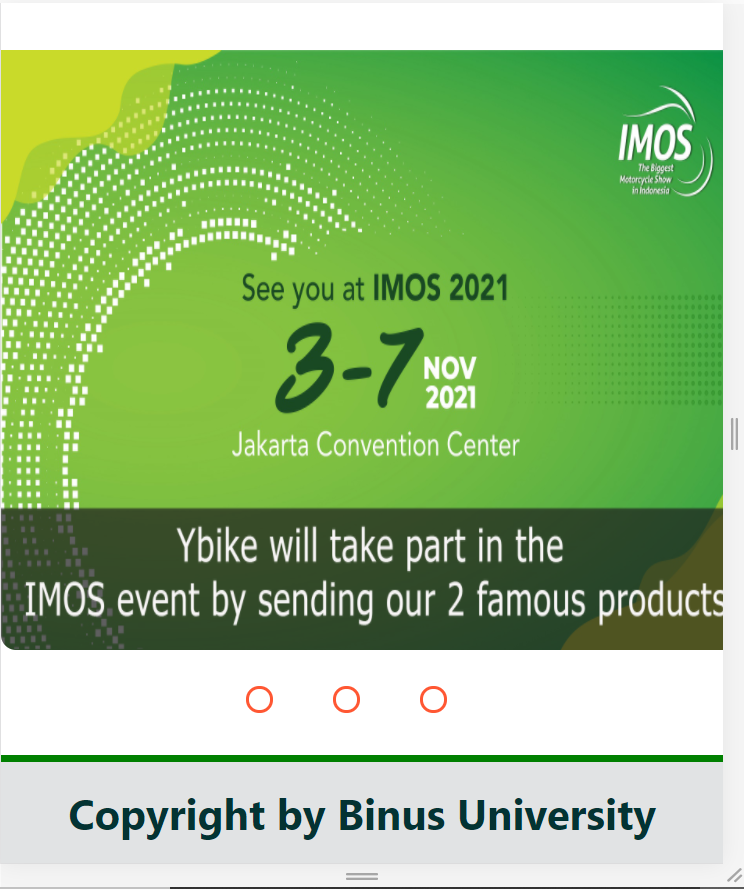 IMOS
The Biggest
Motorcycle Show
in Indonesia
See you at IMOS 2021
3-7 NOV
2021
Jakarta Convention Center
Ybike will take part in the
IMOS event by sending our 2 famous products
Copyright by Binus University